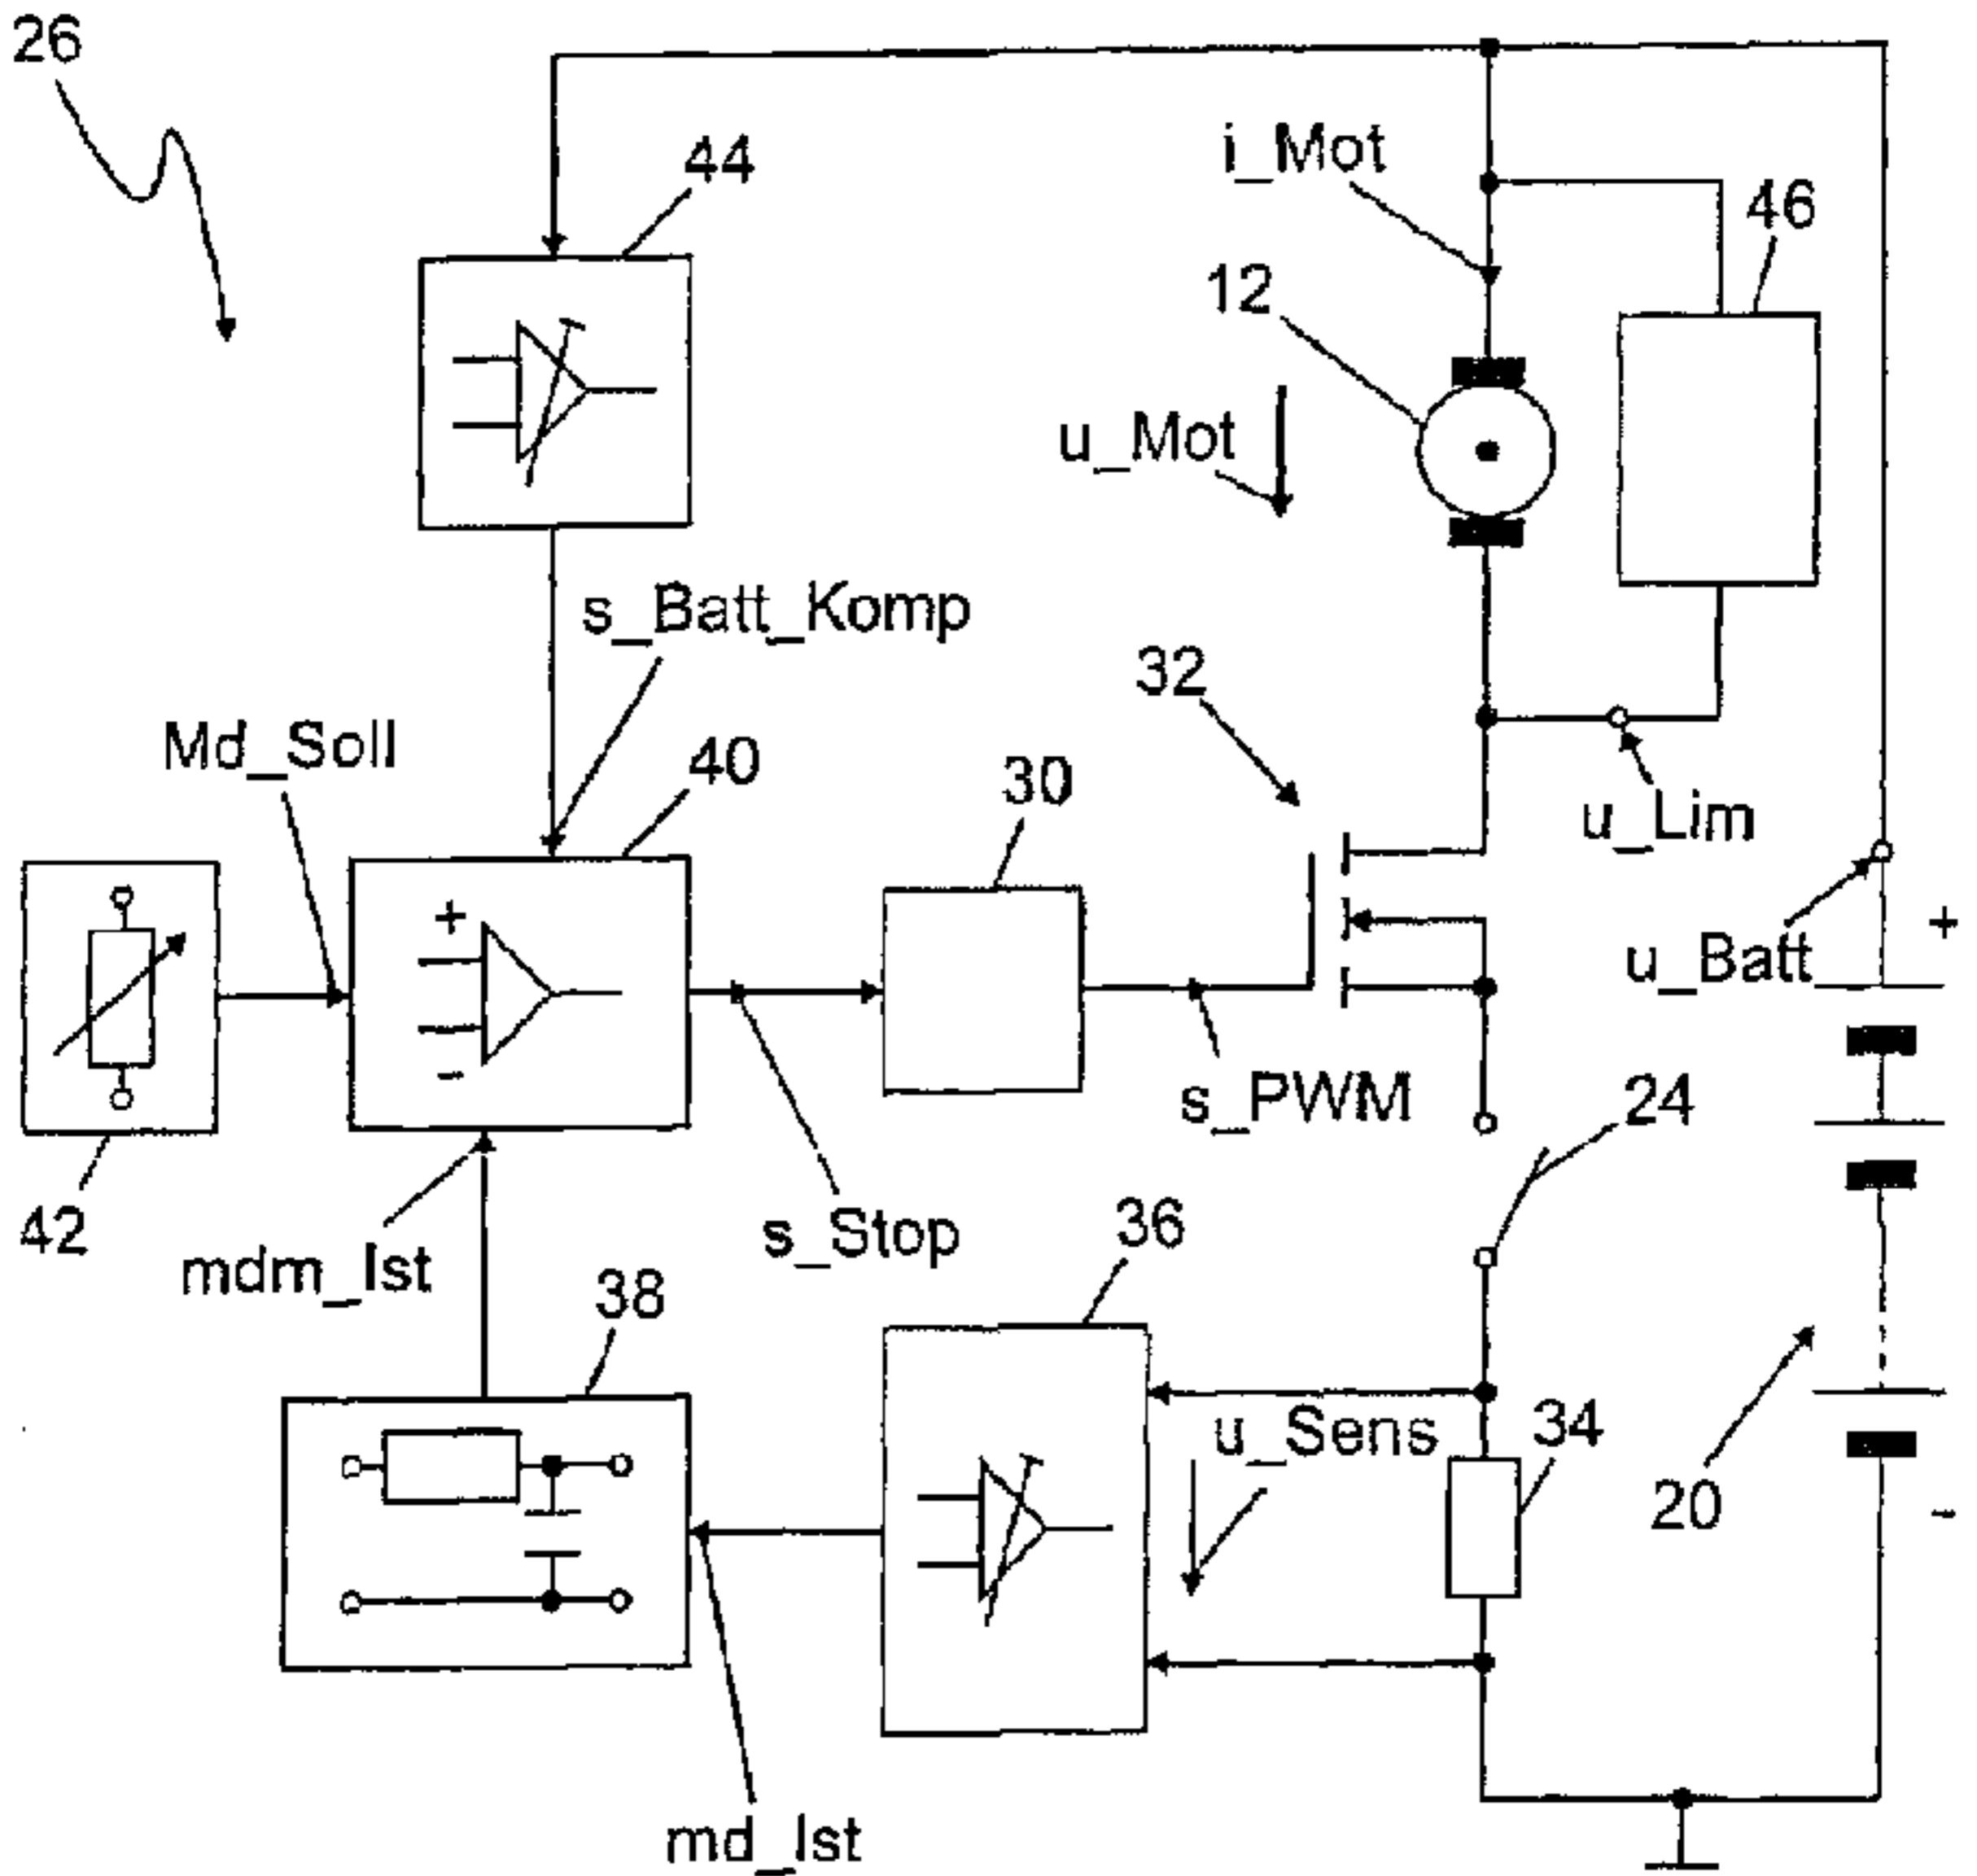 26
44
i_Mot
46
12
u_Mot
s_Batt_Komp
32
Md_Soll
40
30
u_Lim
+
+
u_Batt
-
s_PWM
24
42
mdm_Ist
s_Stop
36
38
u_Sens
34
20
-
md_Ist